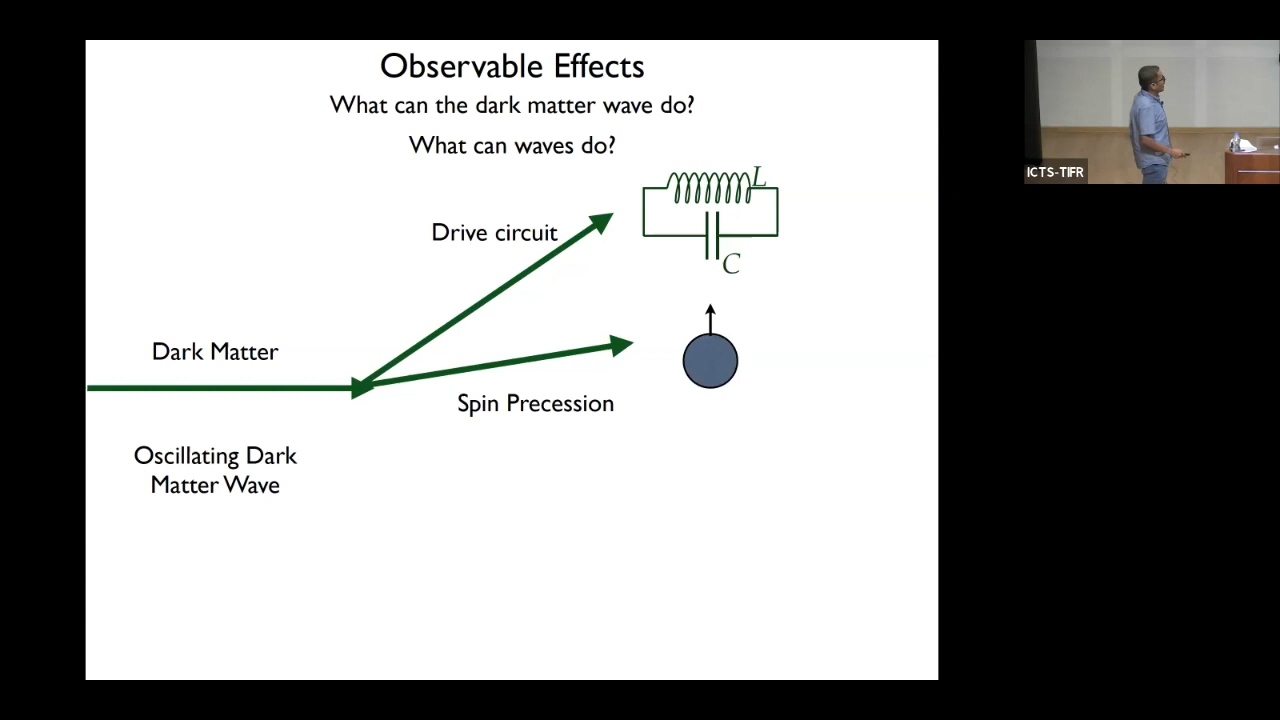 Observable Effects
What can the dark matter wave do?
What can waves do?
L
Drive circuit
C
Dark Matter
Spin Precession
Oscillating Dark
Matter Wave
ICTS-TIFR